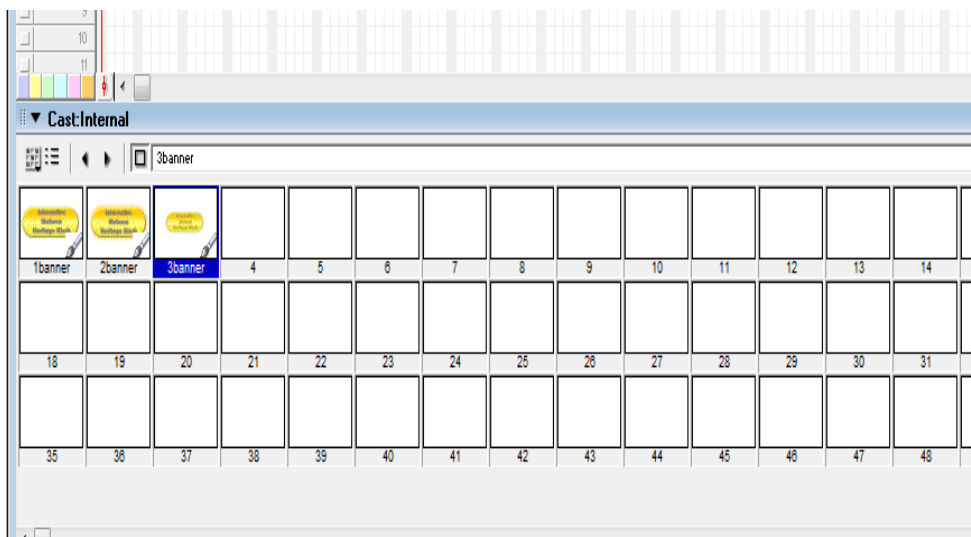 9
10
11
Cast:Internal
3banner
1banner 2banner 3banner 4 5 6 7 8 9 10 11 12 13 14
18 19 20 21 22 23 24 25 26 27 28 29 30 31
35 36 37 38 39 40 41 42 43 44 45 46 47 48